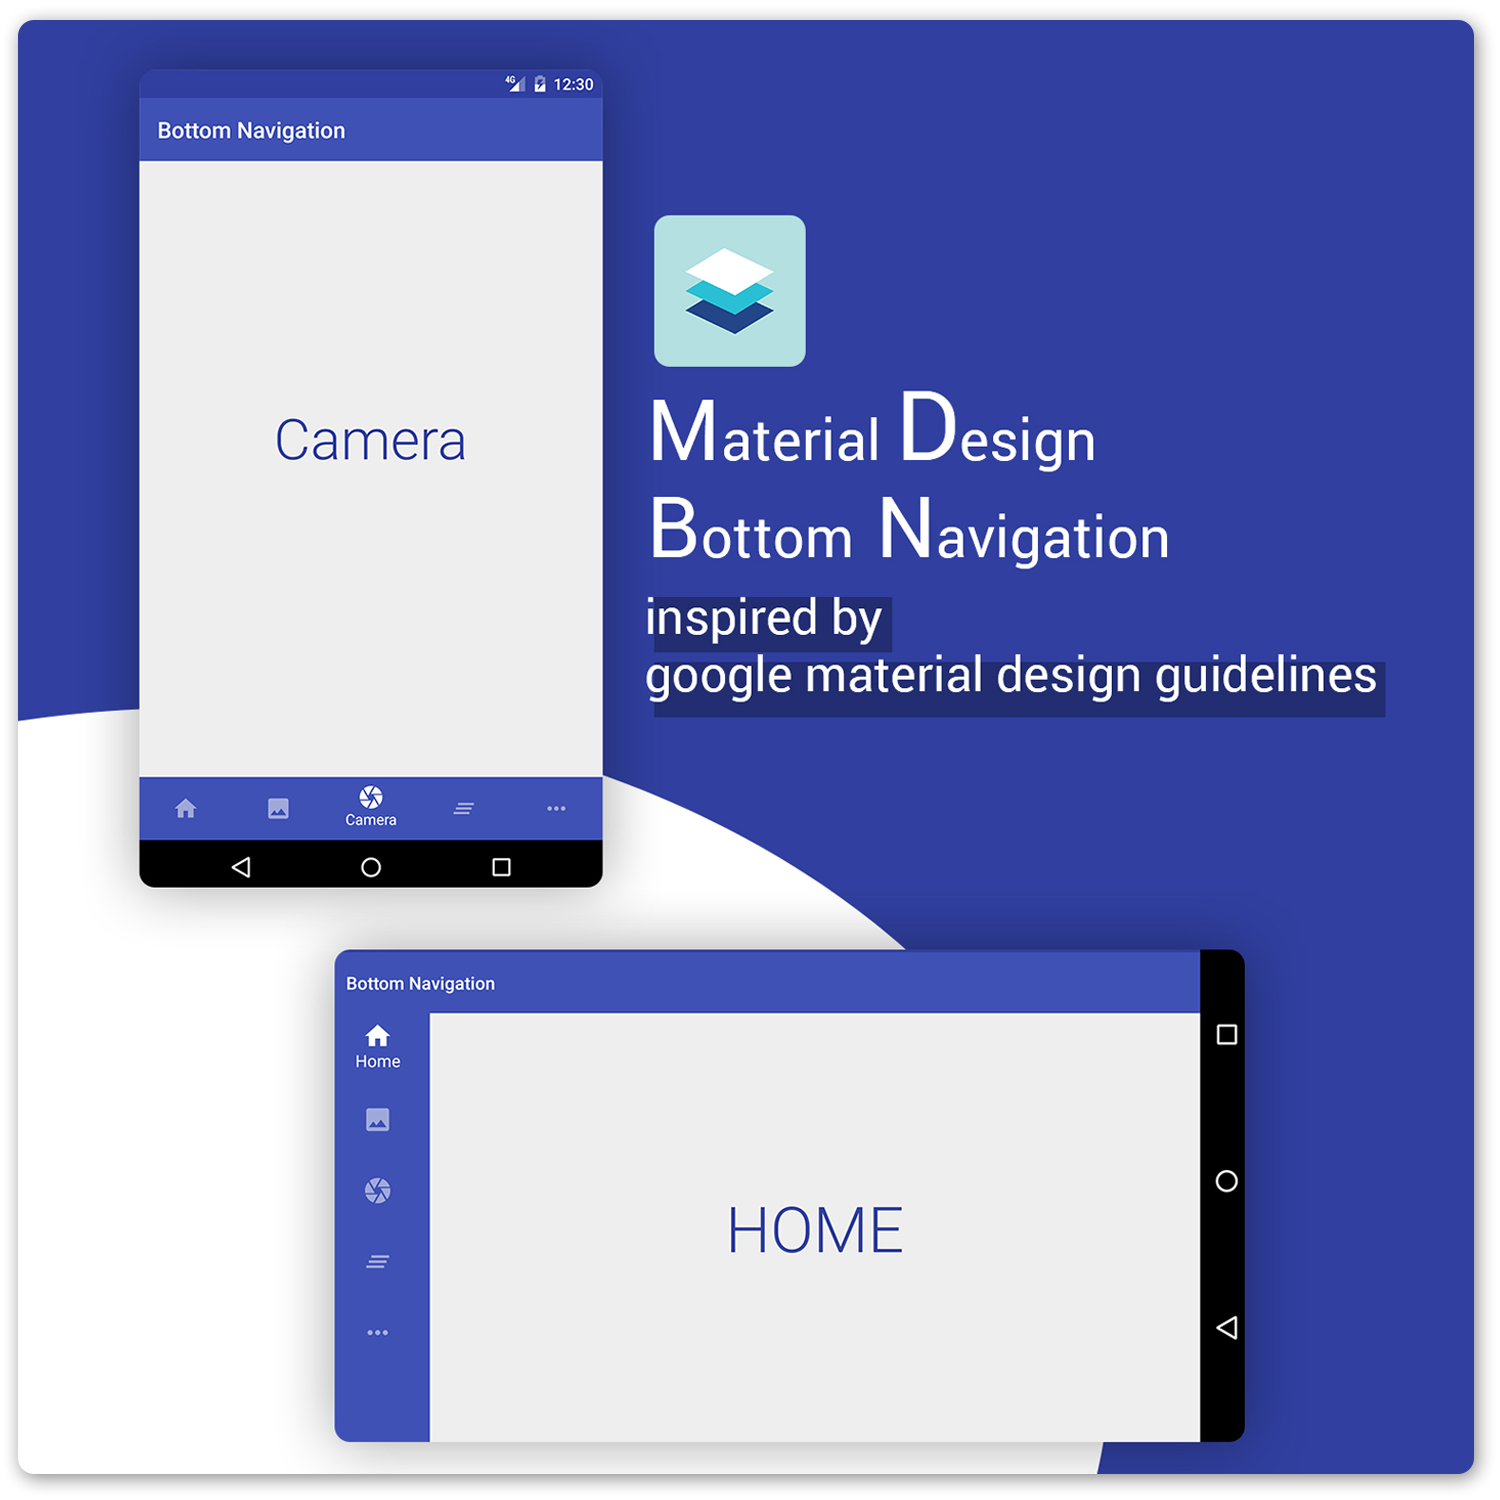 4G 12:30
Bottom Navigation
Camera
Camera
Material Design
Bottom Navigation
inspired by
google material design guidelines
Bottom Navigation
Home
HOME